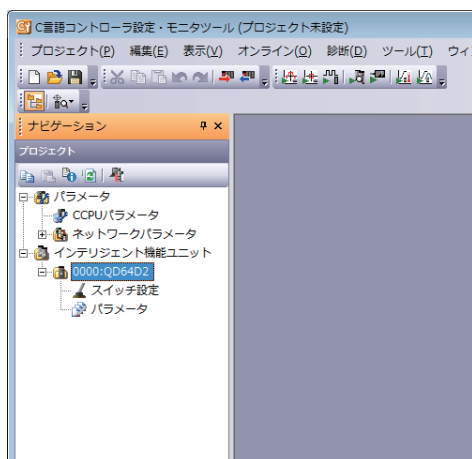 C言語コントローラ設定・モニタツール (プロジェクト未設定)
プロジェクト(P) 編集(E) 表示(V) オンライン(O) 診断(D) ツール(T) ウィ
ナビゲーション
プロジェクト
パラメータ
CCPUパラメータ
ネットワークパラメータ
インテリジェント機能ユニット
0000:QD64D2
スイッチ設定
パラメータ